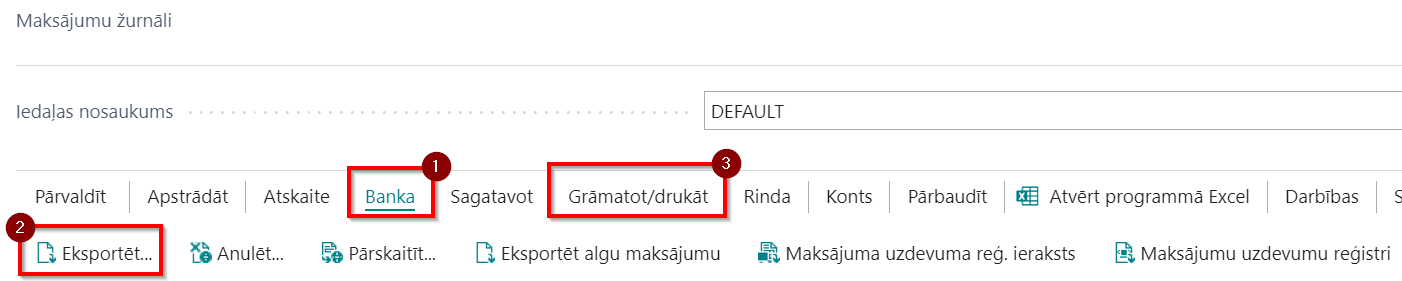 Maksājumu žurnāli
Iedaļas nosaukums DEFAULT
1 3
Pārvaldīt Apstrādāt Atskaite Banka Sagatavot Grāmatot/drukāt Rinda Konts Pārbaudīt Atvērt programmā Excel Darbības S
2
Eksportēt... Anulēt... Pārskaitīt... Eksportēt algu maksājumu Maksājuma uzdevuma reģ. ieraksts Maksājumu uzdevumu reģistri